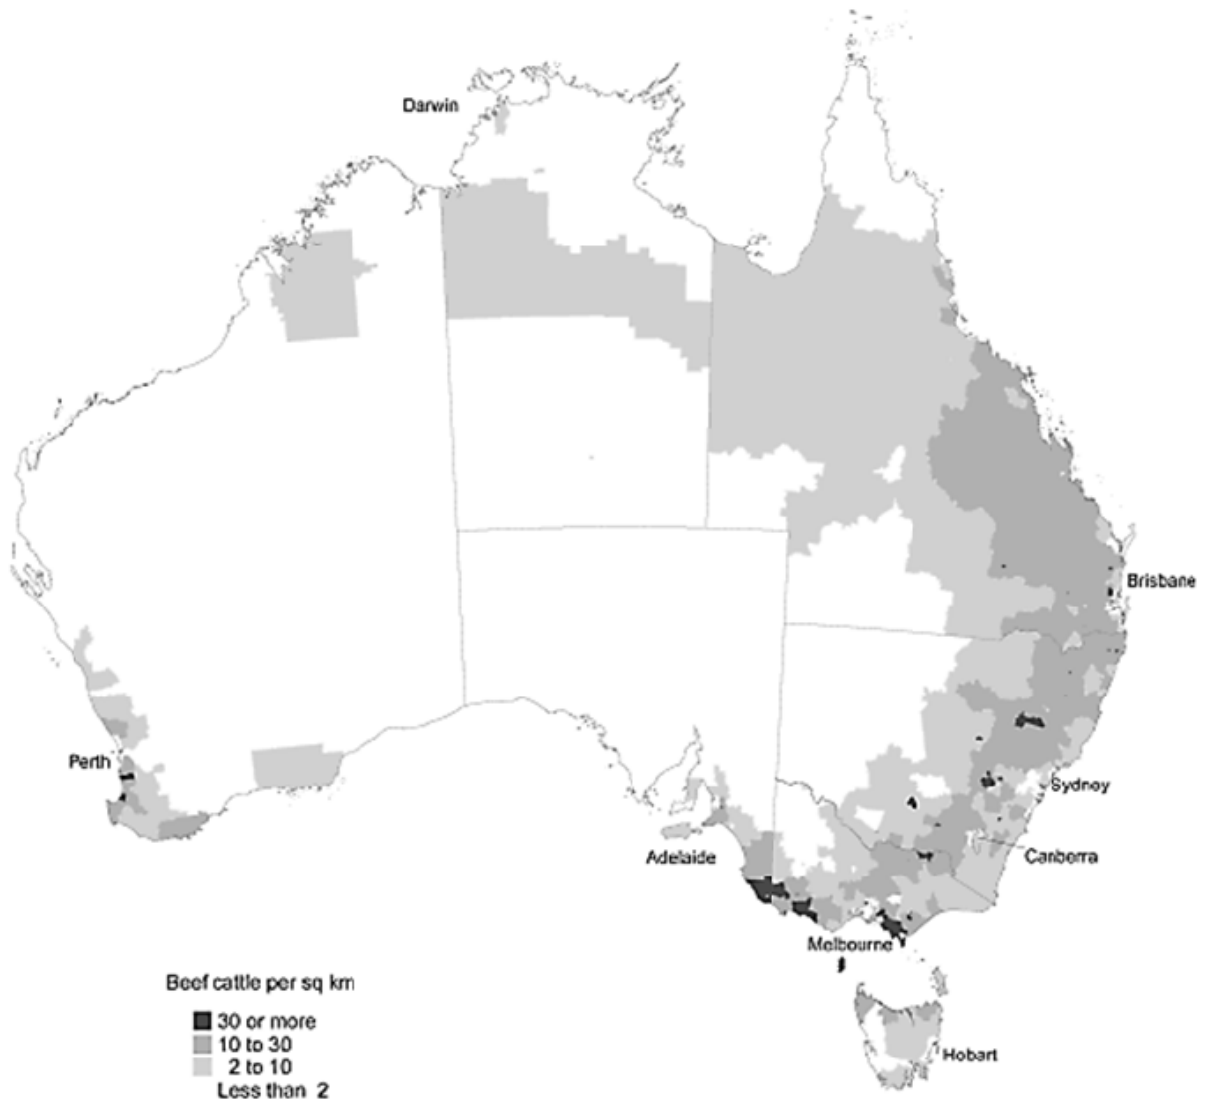 Darwin
Brisbane
Perth
Sydney
Adelaide
Canberra
Melbourne
Beef cattle per sq km
30 or more
10 to 30
2 to 10
Hobart
Less than 2